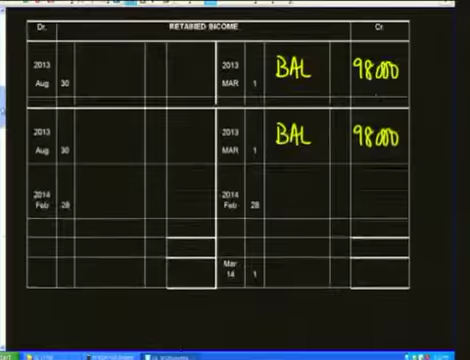 Dr. RETAINED INCOME Cr.
2013 2013 BAL 98000
Aug 30 MAR 1
2013 2013 BAL 98000
Aug 30 MAR 1
2014 2014
Feb 28 Feb 28
Mar
14 1